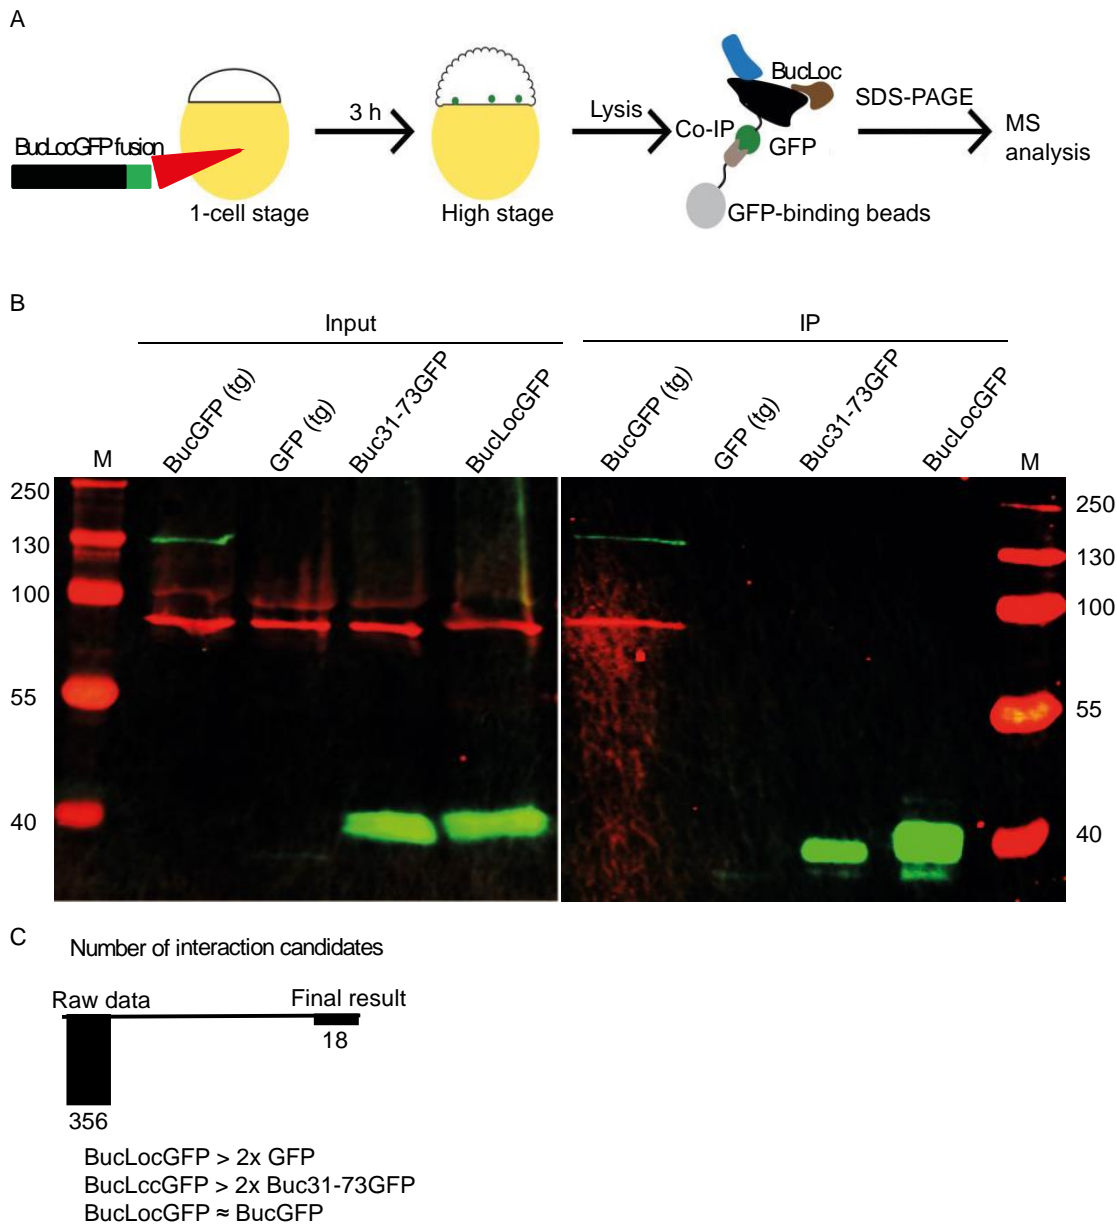 A
BucLocGFP fusion
1-cell stage
3 h
High stage
Lysis
Co-IP
BucLoc
GFP
GFP-binding beads
SDS-PAGE
MS
analysis
B
Input
IP
M
BucGFP (tg)
GFP (tg)
Buc31-73GFP
BucLocGFP
BucGFP (tg)
GFP (tg)
Buc31-73GFP
BucLocGFP
M
250
130
100
55
40
250
130
100
55
40
C
Number of interaction candidates
Raw data
Final result
18
356
BucLocGFP > 2x GFP
BucLccGFP > 2x Buc31-73GFP
BucLocGFP ≈ BucGFP